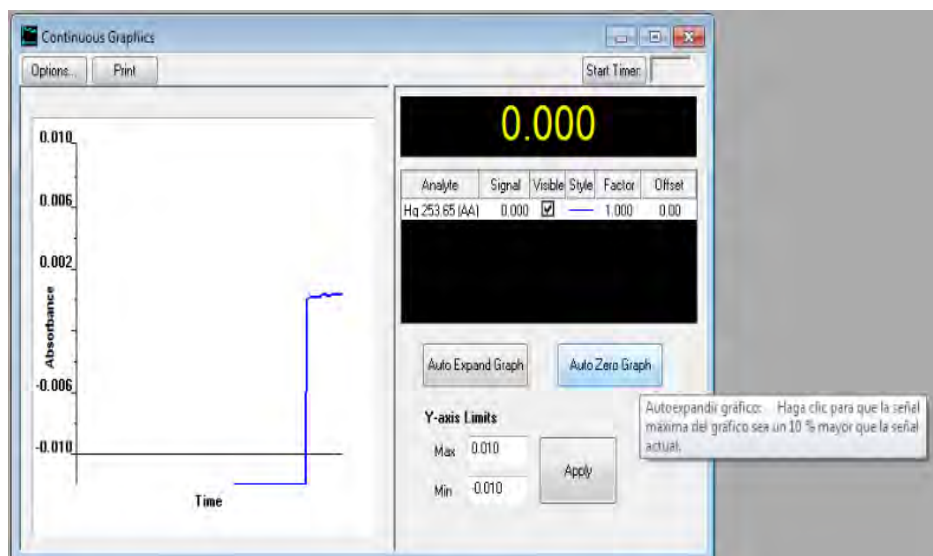 Continuous Graphics
Options... Print Start Timer:
0.010
0.006
0.002
-0.006
-0.010
Absorbance
Time
0.000
Analyte Signal Visible Style Factor Offset
Hg 253.65 (AA) 0.000 1.000 0.00
Auto Expand Graph Auto Zero Graph
Y-axis Limits
Max 0.010
Min -0.010
Apply
Autoexpandir gráfico: Haga clic para que la señal
máxima del gráfico sea un 10 % mayor que la señal
actual.